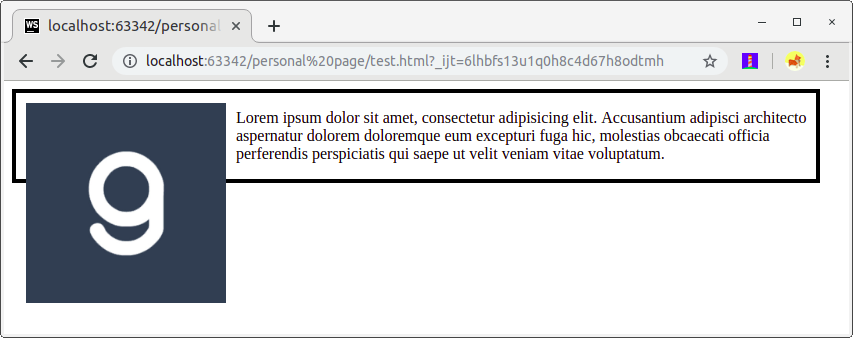 WS localhost:63342/personal
localhost:63342/personal%20page/test.html?_ijt=6lhbfs13u1q0h8c4d67h8odtmh
g
Lorem ipsum dolor sit amet, consectetur adipisicing elit. Accusantium adipisci architecto
aspernatur dolorem doloremque eum excepturi fuga hic, molestias obcaecati officia
perferendis perspiciatis qui saepe ut velit veniam vitae voluptatum.